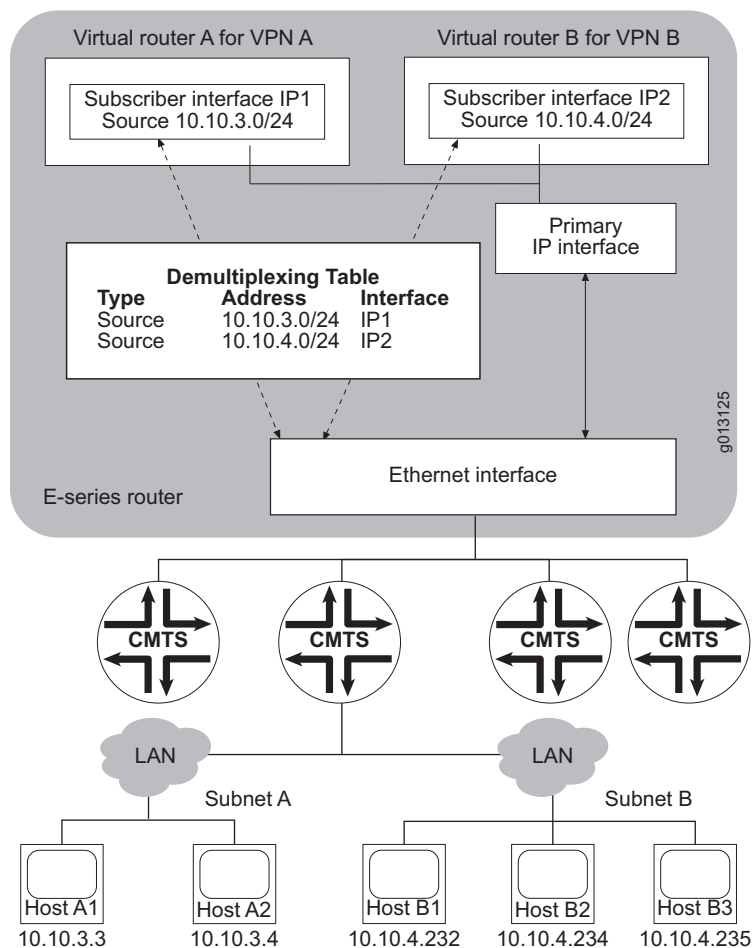 Virtual router A for VPN A
Virtual router B for VPN B
Subscriber interface IP1
Source 10.10.3.0/24
Subscriber interface IP2
Source 10.10.4.0/24
Primary
IP interface
Demultiplexing Table
Type Address Interface
Source 10.10.3.0/24 IP1
Source 10.10.4.0/24 IP2
g013125
Ethernet interface
E-series router
CMTS
CMTS
CMTS
CMTS
LAN
LAN
Subnet A
Subnet B
Host A1
Host A2
Host B1
Host B2
Host B3
10.10.3.3
10.10.3.4
10.10.4.232
10.10.4.234
10.10.4.235